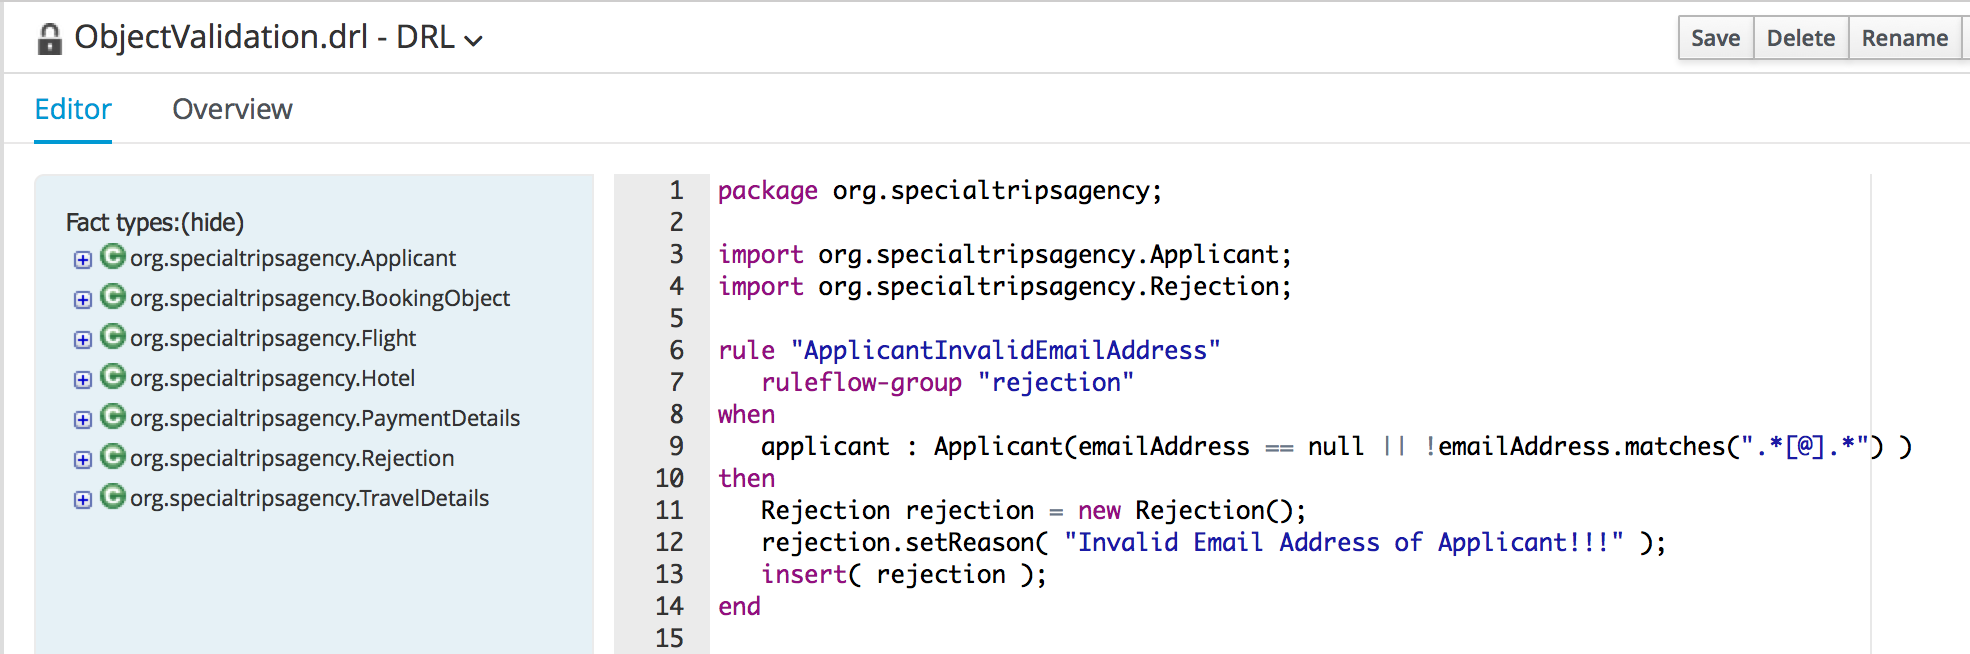 ObjectValidation.drl - DRL
Save Delete Rename
Editor Overview
Fact types:(hide)
org.specialtripsagency.Applicant
org.specialtripsagency.BookingObject
org.specialtripsagency.Flight
org.specialtripsagency.Hotel
org.specialtripsagency.PaymentDetails
org.specialtripsagency.Rejection
org.specialtripsagency.TravelDetails
1 package org.specialtripsagency;
2
3 import org.specialtripsagency.Applicant;
4 import org.specialtripsagency.Rejection;
5
6 rule "ApplicantInvalidEmailAddress"
7 ruleflow-group "rejection"
8 when
9 applicant : Applicant(emailAddress == null || !emailAddress.matches(".*[@].*") )
10 then
11 Rejection rejection = new Rejection();
12 rejection.setReason( "Invalid Email Address of Applicant!!!" );
13 insert( rejection );
14 end
15